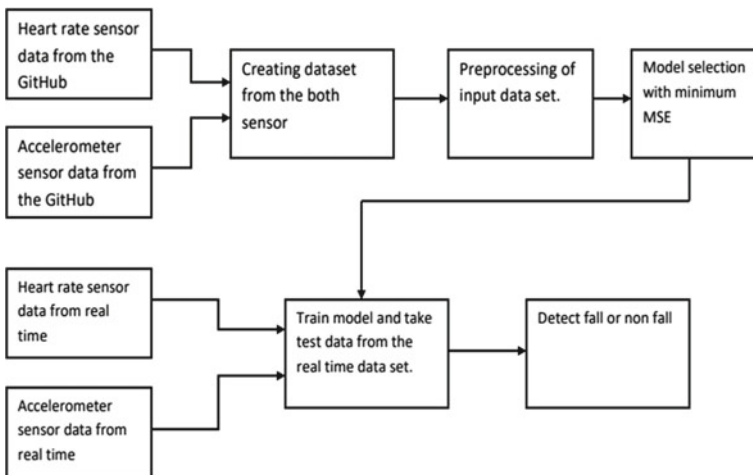 Heart rate sensor
data from the
GitHub
Creating dataset
from the both
sensor
Preprocessing of
input data set.
Model selection
with minimum
MSE
Accelerometer
sensor data from
the GitHub
Heart rate sensor
data from real
time
Train model and take
test data from the
real time data set.
Detect fall or non fall
Accelerometer
sensor data from
real time